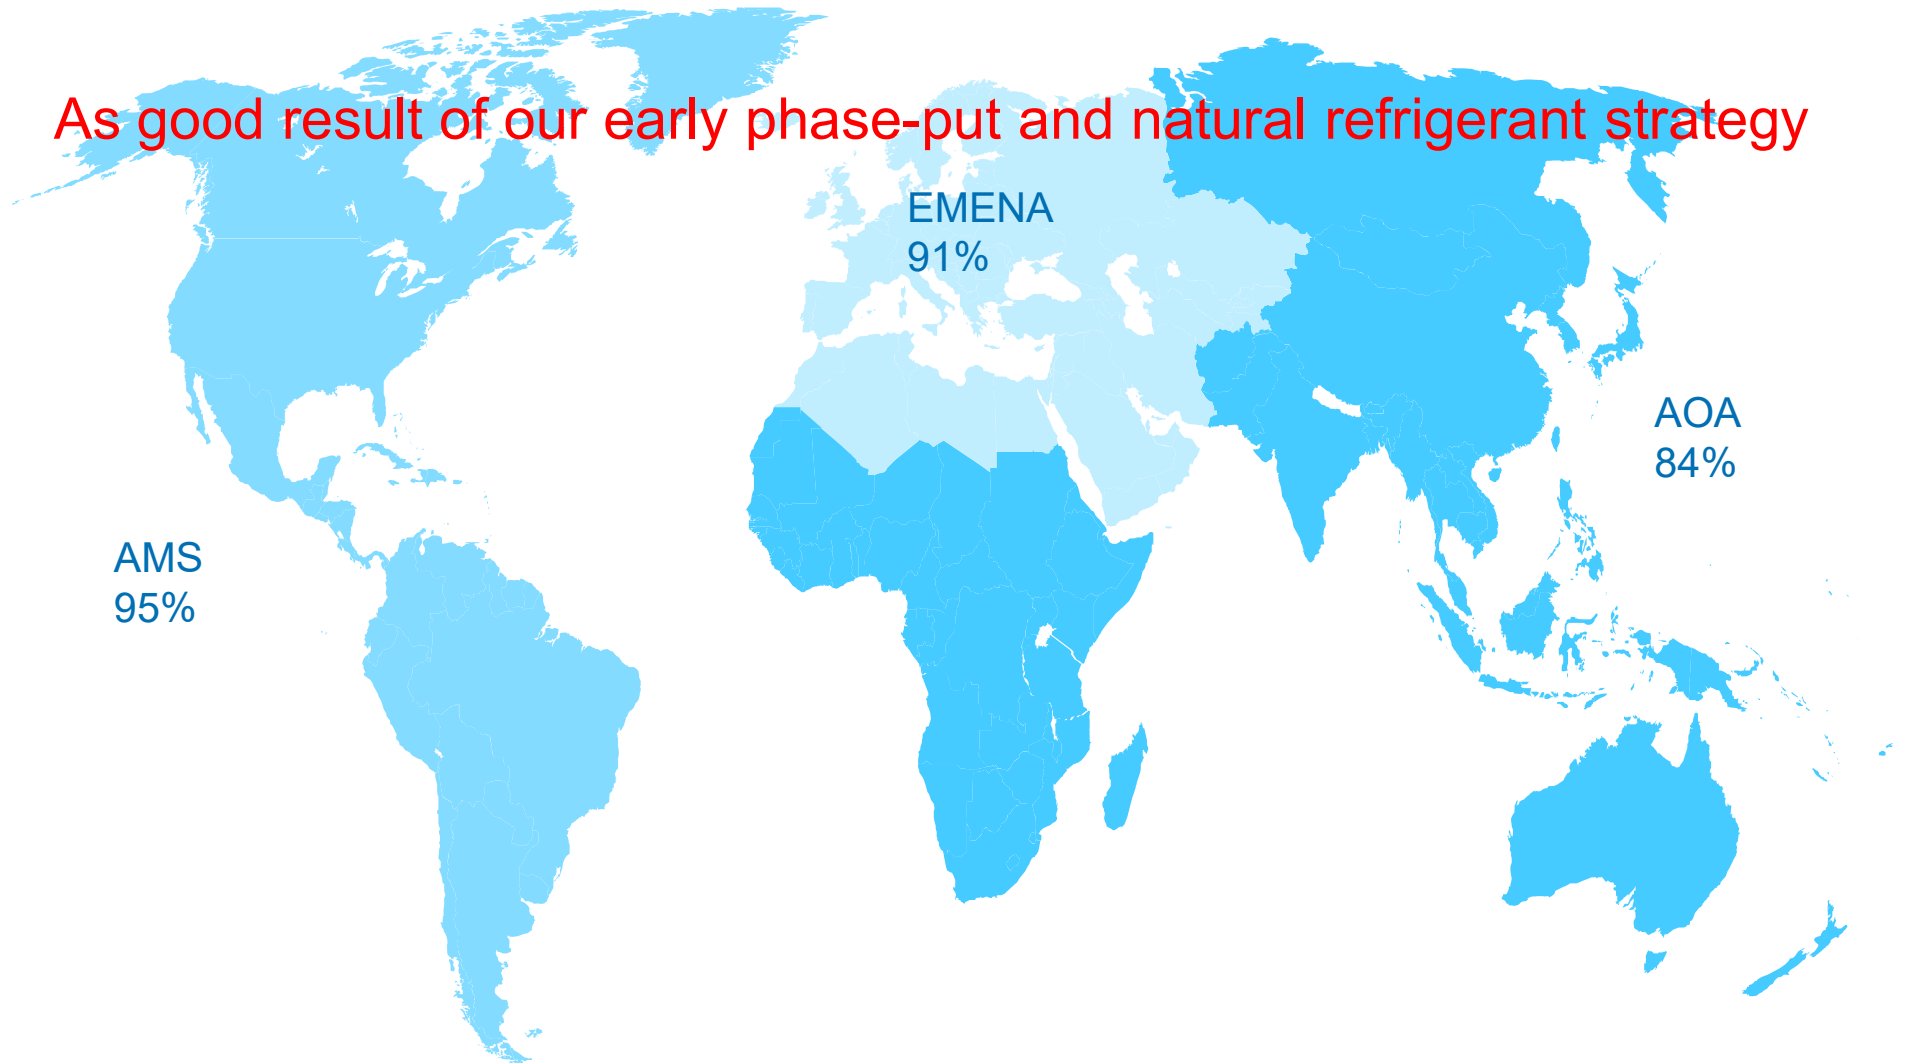 As good result of our early phase-put and natural refrigerant strategy
EMENA
91%
AOA
84%
AMS
95%